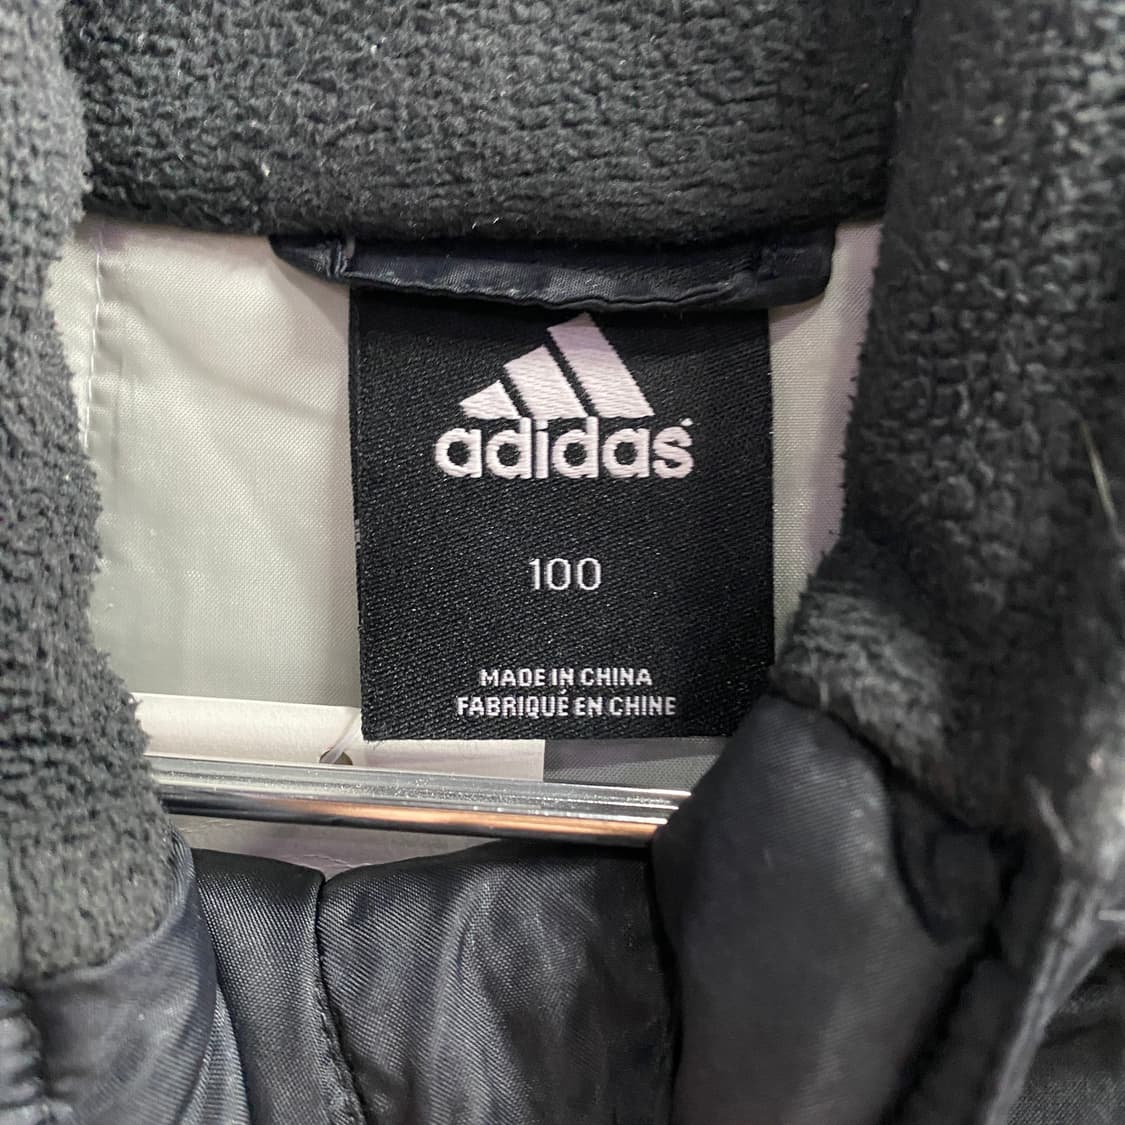 adidas
100
MADE IN CHINA
FABRIQUÉ EN CHINE